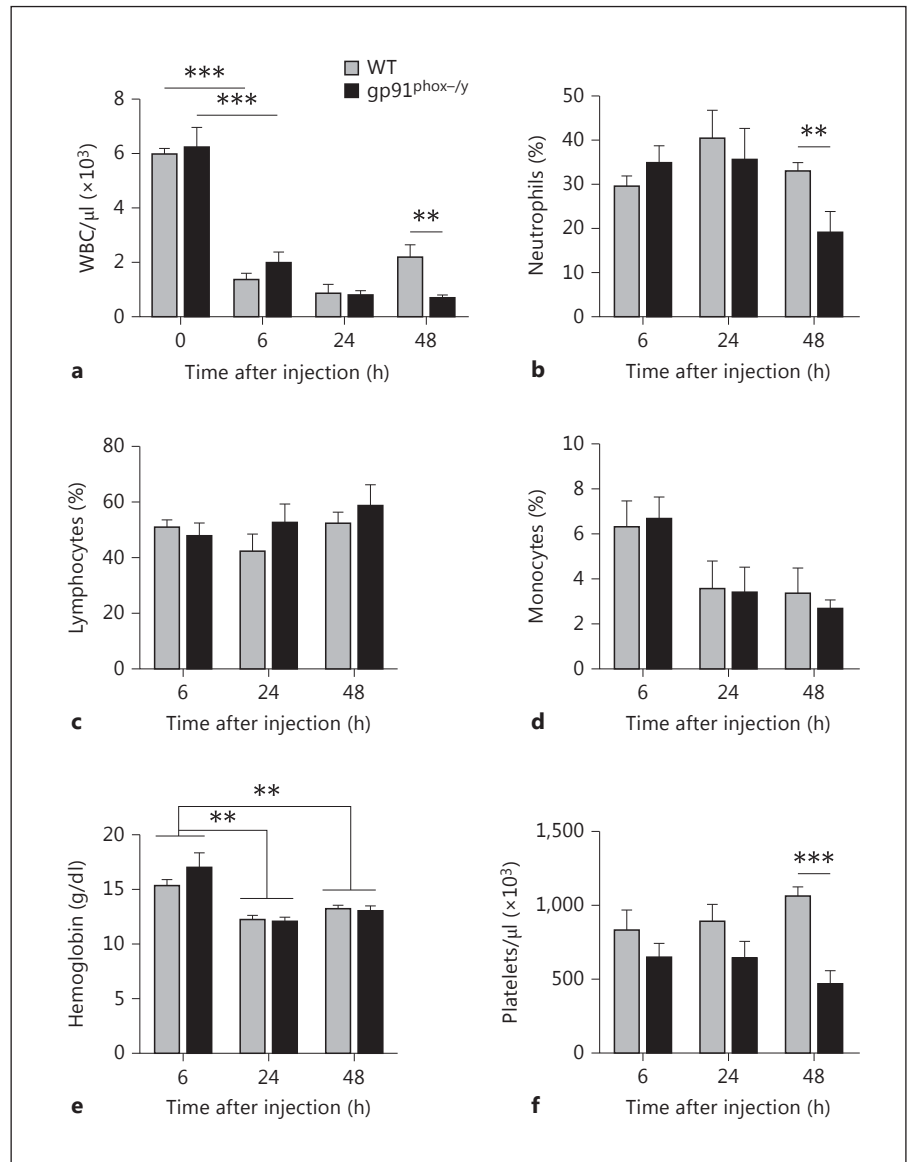 WT
gp91phox–/y
***
***
**
8
6
4
2
0
WBC/μl (×10³)
0 6 24 48
a Time after injection (h)
**
50
40
30
20
10
0
Neutrophils (%)
6 24 48
b Time after injection (h)
80
60
40
20
0
Lymphocytes (%)
6 24 48
c Time after injection (h)
10
8
6
4
2
0
Monocytes (%)
6 24 48
d Time after injection (h)
**
**
20
15
10
5
0
Hemoglobin (g/dl)
6 24 48
e Time after injection (h)
***
1,500
1,000
500
0
Platelets/μl (×10³)
6 24 48
f Time after injection (h)